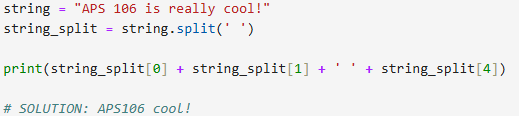 string = "APS 106 is really cool!"
string_split = string.split(' ')
print(string_split[0] + string_split[1] + ' ' + string_split[4])
# SOLUTION: APS106 cool!